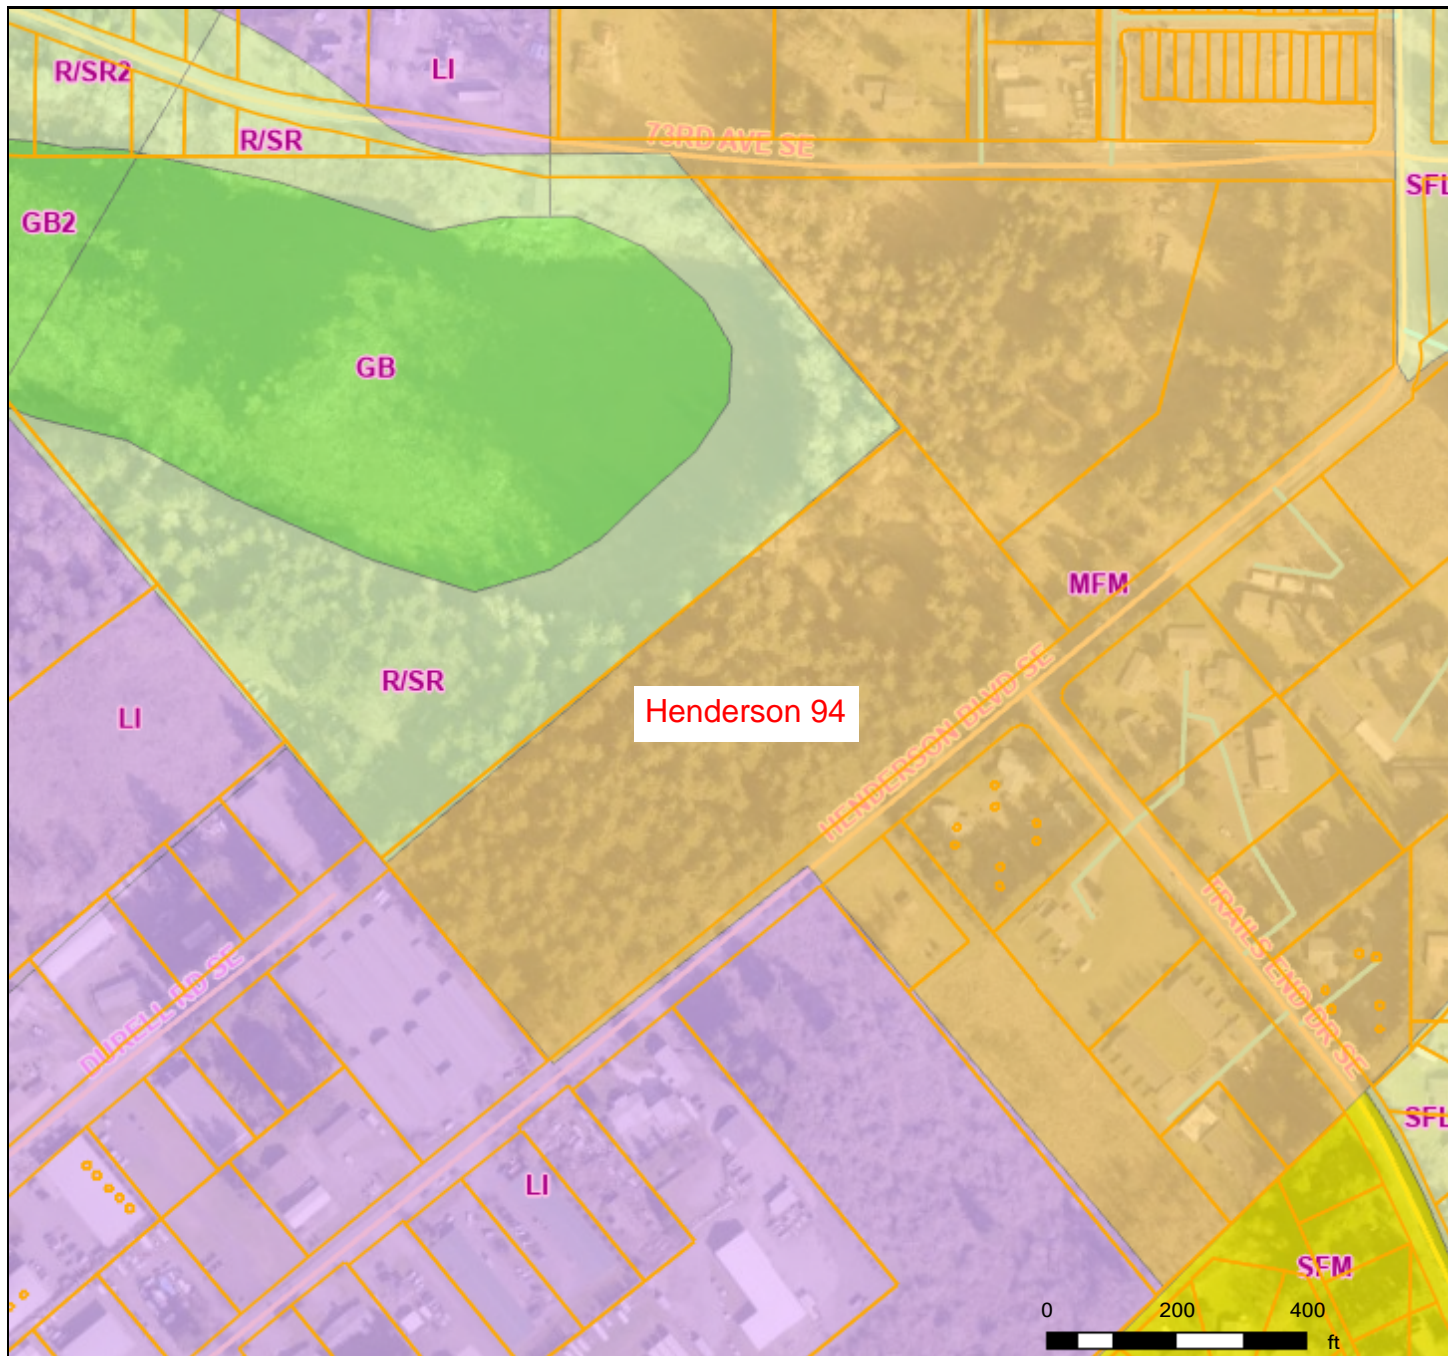 R/SR2
LI
R/SR
73RD AVE SE
SFL
GB2
GB
MFM
R/SR
Henderson 94
HENDERSON BLVD SE
LI
TRAILS END DR SE
DURELL RD SE
SFL
LI
SFM
0 200 400
ft